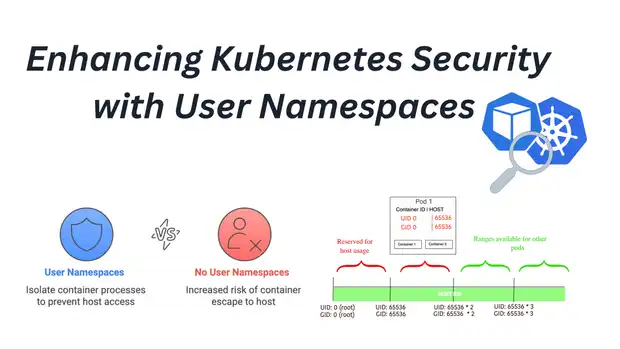 Enhancing Kubernetes Security
with User Namespaces
VS
User Namespaces
Isolate container processes
to prevent host access
No User Namespaces
Increased risk of container
escape to host
Pod 1
Container ID | HOST
UID 0 | 65536
GID 0 | 65536
Container 1
Reserved for
host usage
Ranges available for other
pods
UID: 0 (root)
GID: 0 (root)
UID: 65536
GID: 65536
UID: 65536 * 2
GID: 65536 * 2
UID: 65536 * 3
GID: 65536 * 3